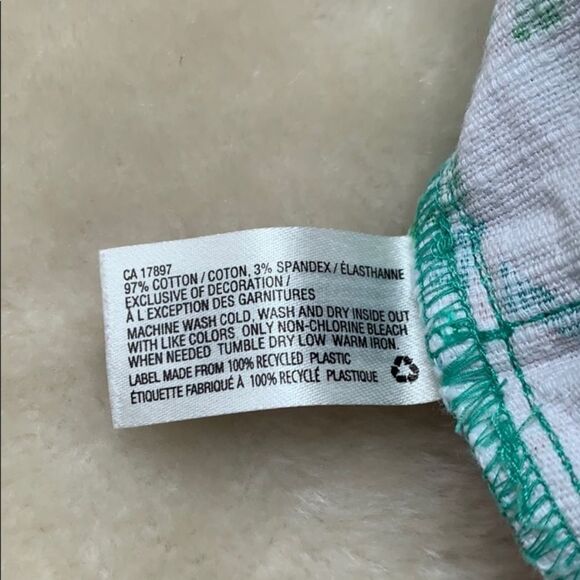 CA 17897
97% COTTON / COTON, 3% SPANDEX / ÉLASTHANNE
EXCLUSIVE OF DECORATION /
À L EXCEPTION DES GARNITURES
MACHINE WASH COLD, WASH AND DRY INSIDE OUT
WITH LIKE COLORS ONLY NON-CHLORINE BLEACH
WHEN NEEDED TUMBLE DRY LOW WARM IRON.
LABEL MADE FROM 100% RECYCLED PLASTIC
ÉTIQUETTE FABRIQUÉ À 100% RECYCLÉ PLASTIQUE